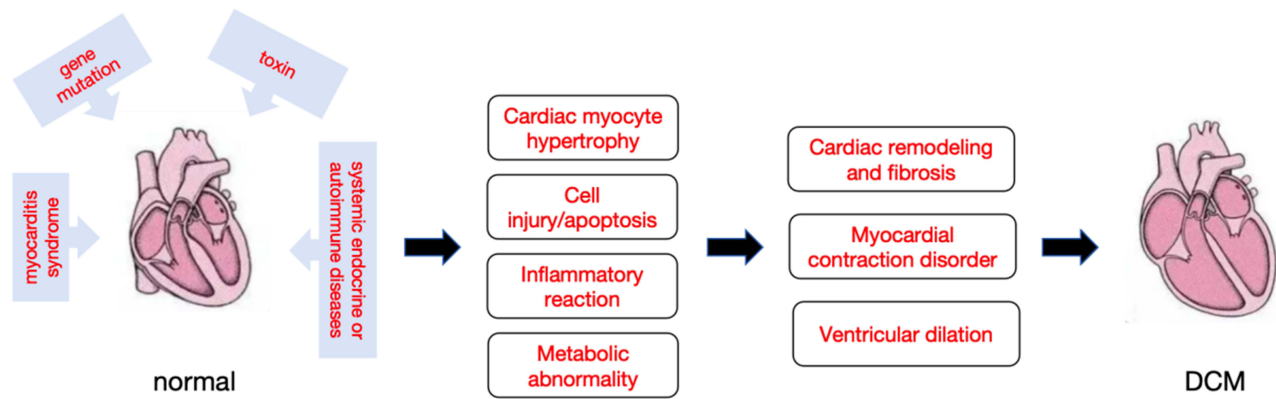 gene
mutation
toxin
myocarditis
syndrome
systemic endocrine or
autoimmune diseases
normal
Cardiac myocyte
hypertrophy
Cell
injury/apoptosis
Inflammatory
reaction
Metabolic
abnormality
Cardiac remodeling
and fibrosis
Myocardial
contraction disorder
Ventricular dilation
DCM